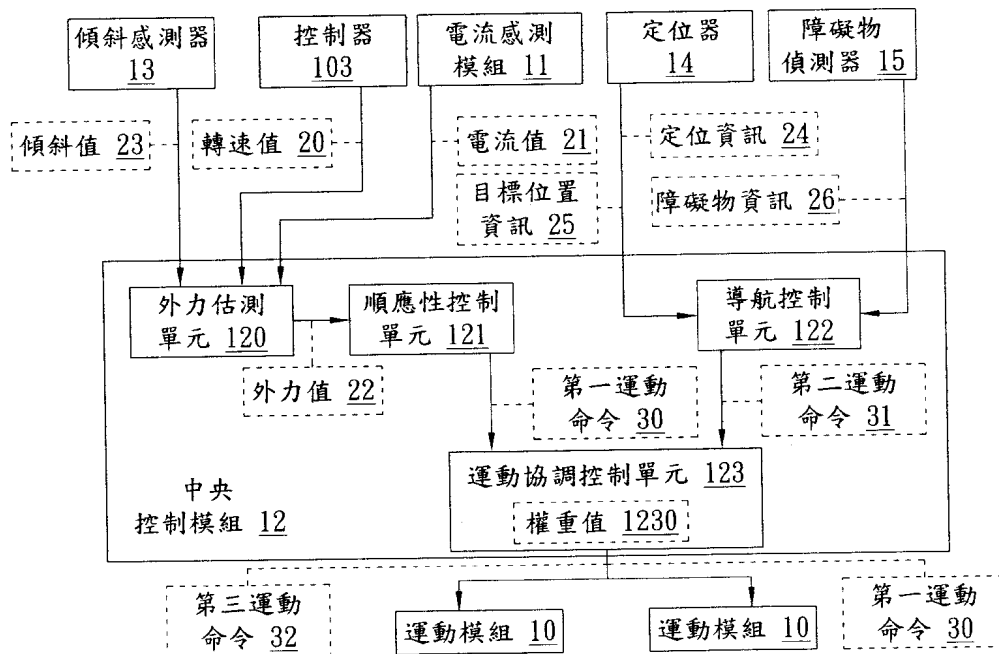 傾斜感測器
13
控制器
103
電流感測
模組 11
定位器
14
障礙物
偵測器 15
傾斜值 23
轉速值 20
電流值 21
定位資訊 24
目標位置
資訊 25
障礙物資訊 26
外力估測
單元 120
順應性控制
單元 121
導航控制
單元 122
外力值 22
第一運動
命令 30
第二運動
命令 31
運動協調控制單元 123
權重值 1230
中央
控制模組 12
第三運動
命令 32
運動模組 10
運動模組 10
第一運動
命令 30